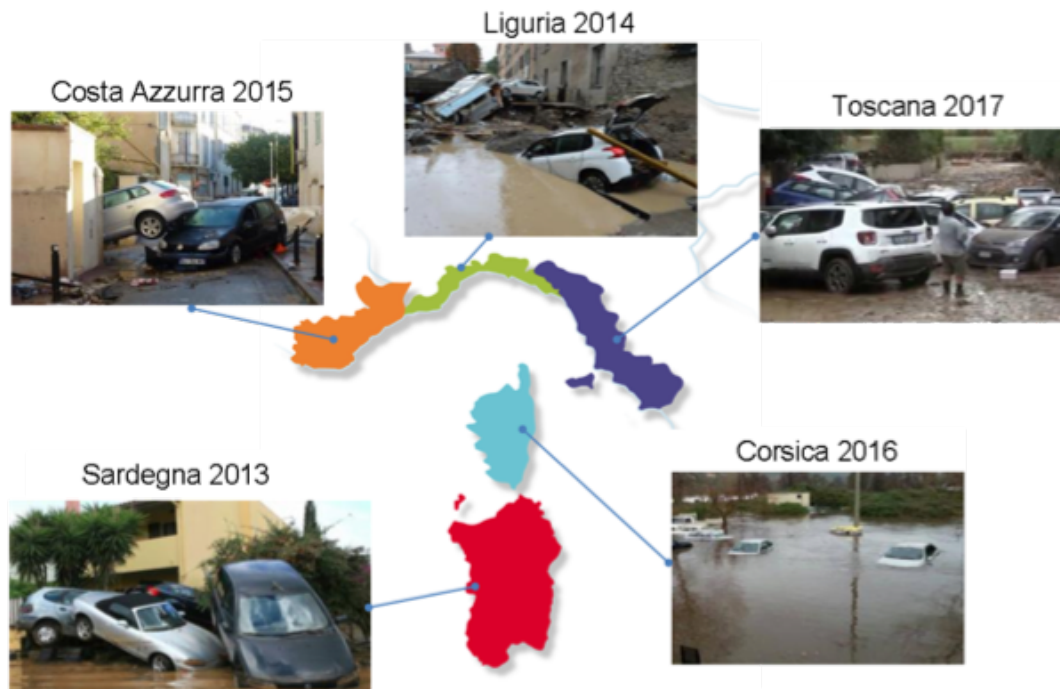 Liguria 2014
Costa Azzurra 2015
Toscana 2017
Corsica 2016
Sardegna 2013